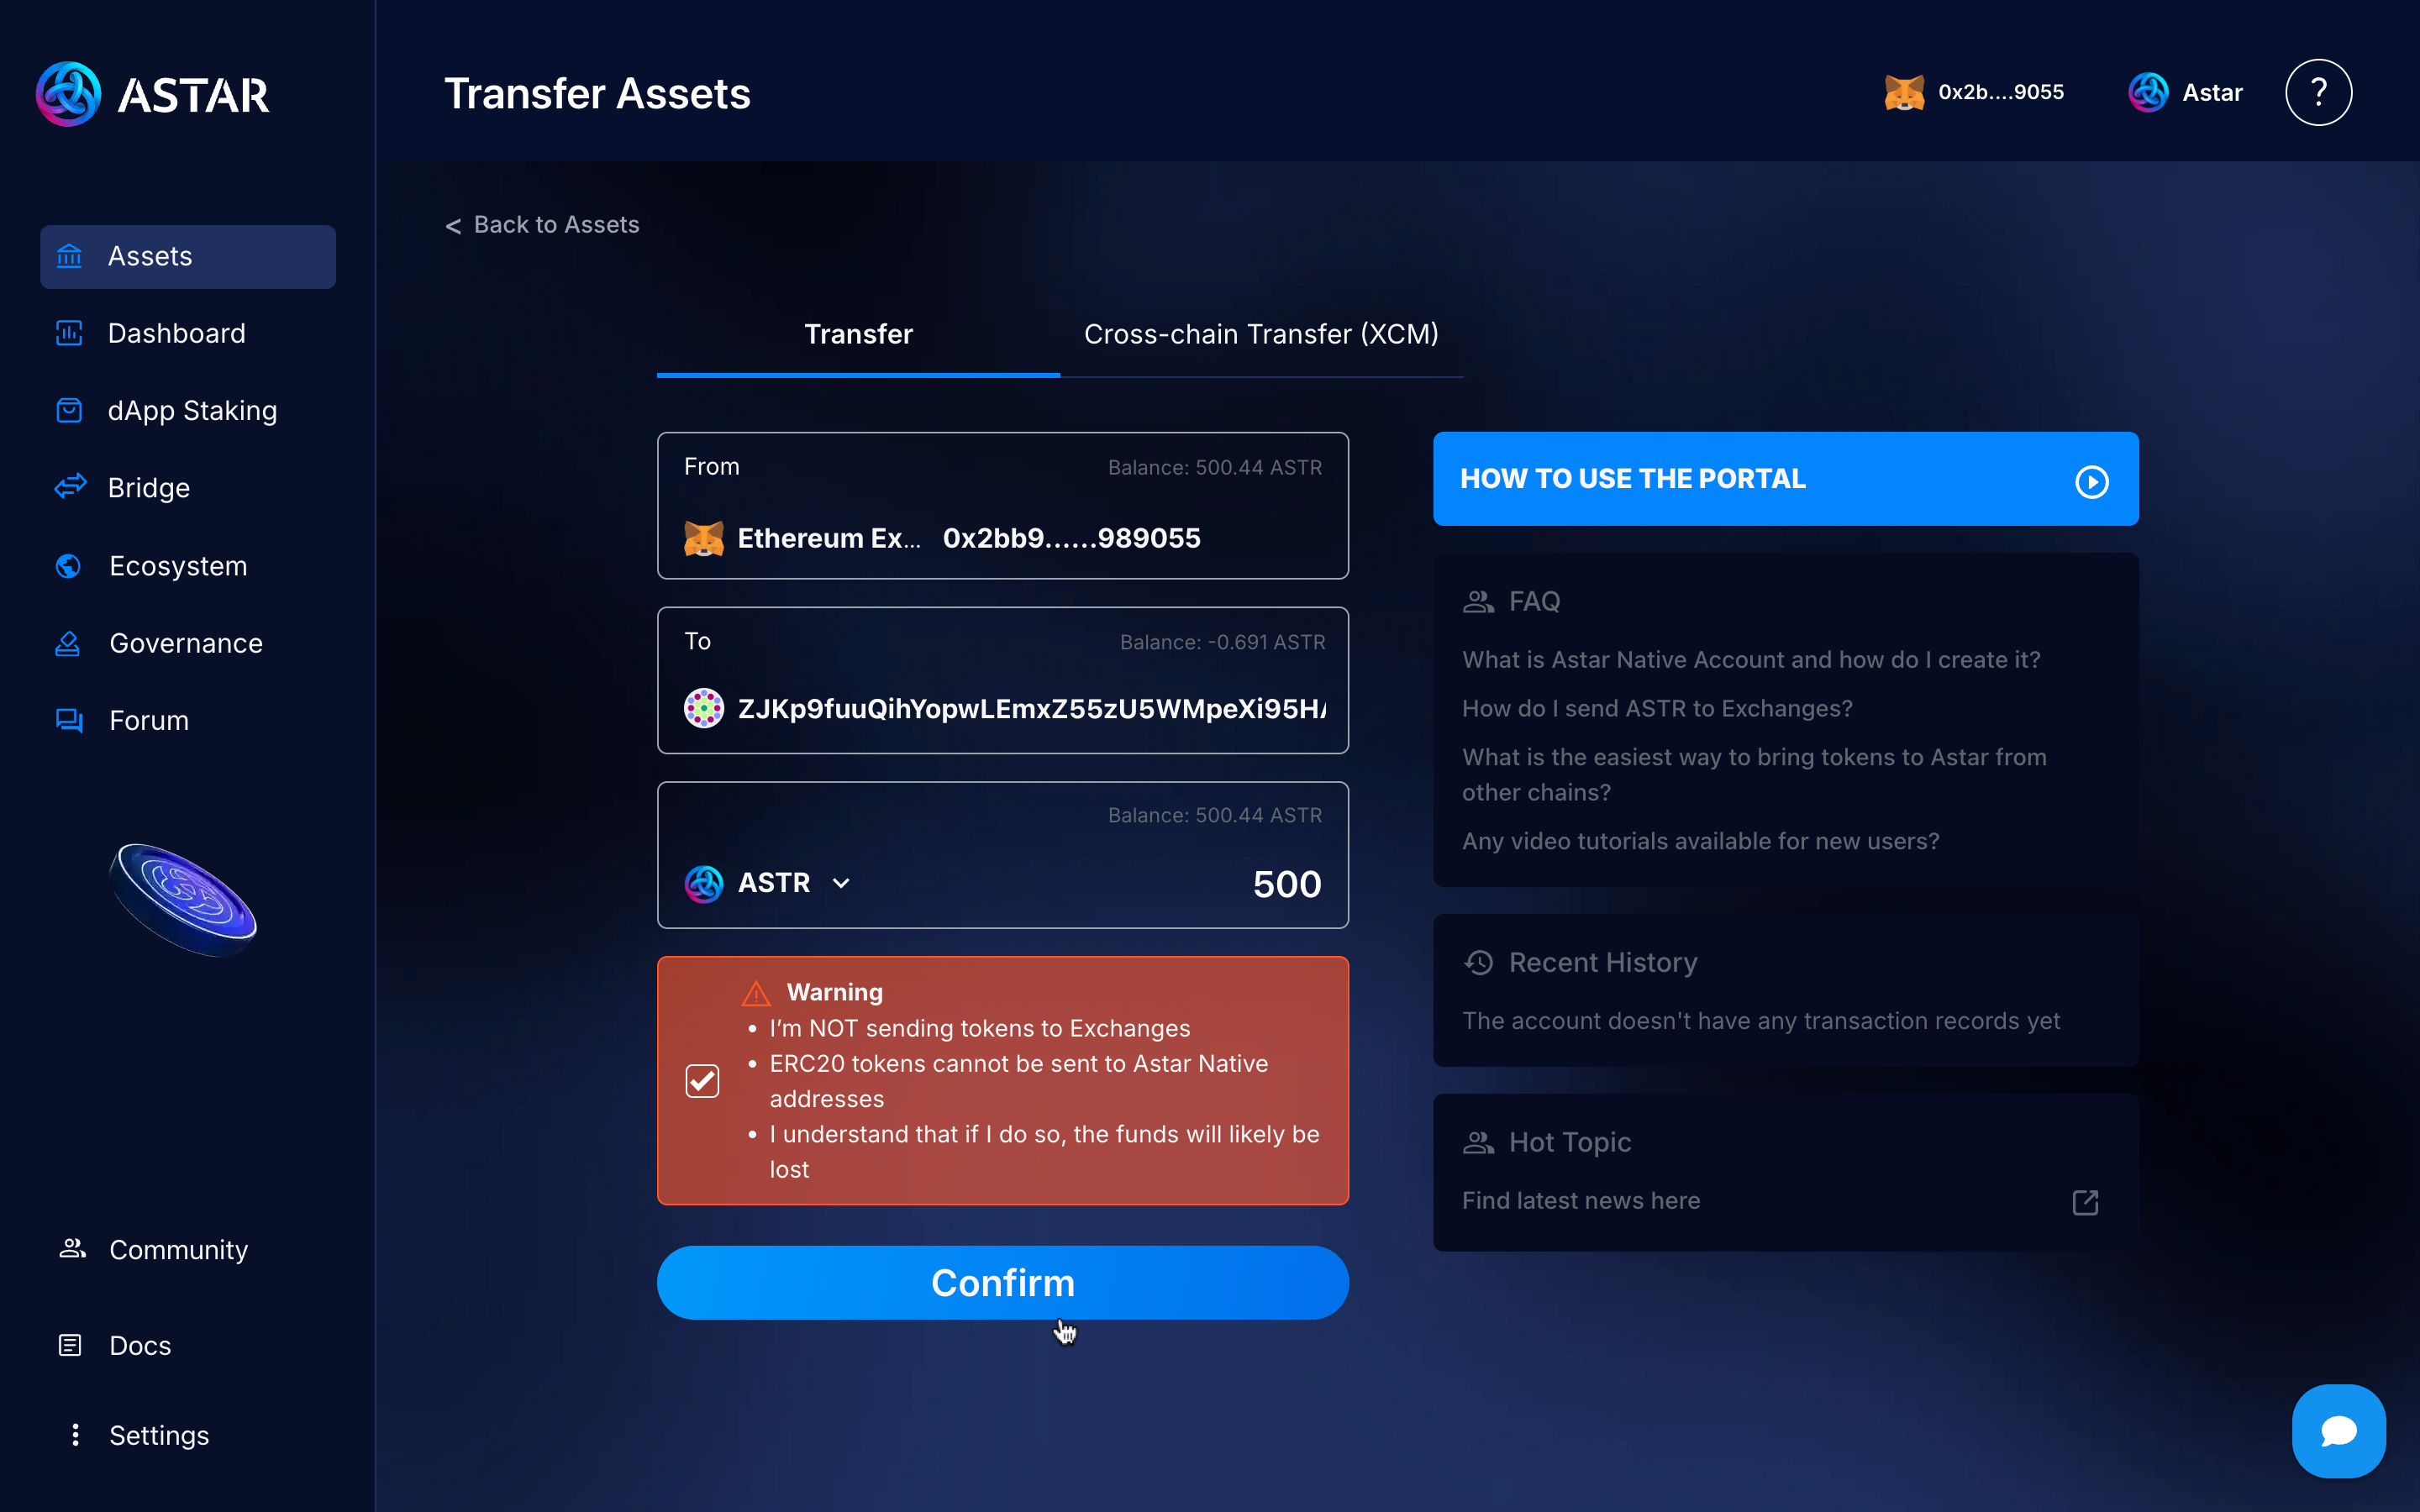 ASTAR
Transfer Assets
0x2b....9055
Astar
?
Assets
Dashboard
dApp Staking
Bridge
Ecosystem
Governance
Forum
Community
Docs
Settings
< Back to Assets
Transfer
Cross-chain Transfer (XCM)
From
Balance: 500.44 ASTR
Ethereum Ex... 0x2bb9......989055
To
Balance: -0.691 ASTR
ZJKp9fuuQihYopwLEmxZ55zU5WMpeXi95H
Balance: 500.44 ASTR
ASTR
500
Warning
• I'm NOT sending tokens to Exchanges
• ERC20 tokens cannot be sent to Astar Native
addresses
• I understand that if I do so, the funds will likely be
lost
Confirm
HOW TO USE THE PORTAL
FAQ
What is Astar Native Account and how do I create it?
How do I send ASTR to Exchanges?
What is the easiest way to bring tokens to Astar from
other chains?
Any video tutorials available for new users?
Recent History
The account doesn't have any transaction records yet
Hot Topic
Find latest news here